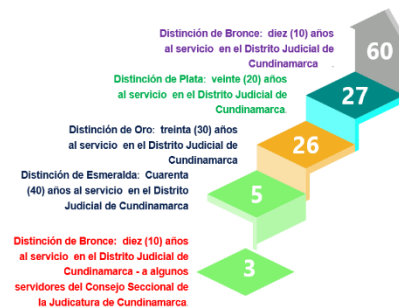 Distinción de Bronce: diez (10) años
al servicio en el Distrito Judicial de
Cundinamarca .
60
Distinción de Plata: veinte (20) años
al servicio en el Distrito Judicial de
Cundinamarca.
27
Distinción de Oro: treinta (30) años
al servicio en el Distrito Judicial de
Cundinamarca
26
Distinción de Esmeralda: Cuarenta
(40) años al servicio en el Distrito
Judicial de Cundinamarca
5
Distinción de Bronce: diez (10) años
al servicio en el Distrito Judicial de
Cundinamarca - a algunos
servidores del Consejo Seccional de
la Judicatura de Cundinamarca.
3